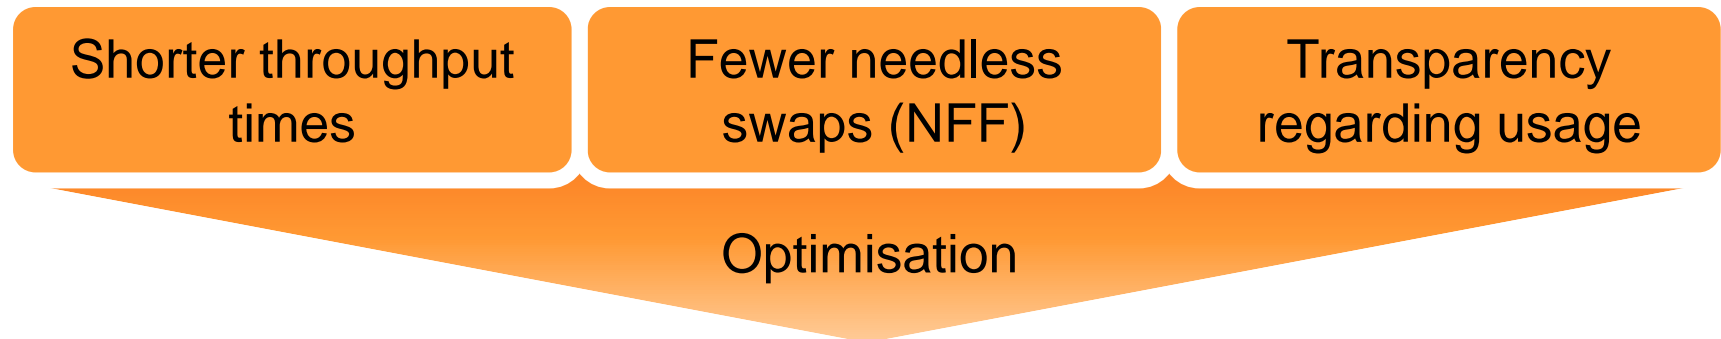 Shorter throughput
times
Fewer needless
swaps (NFF)
Transparency
regarding usage
Optimisation